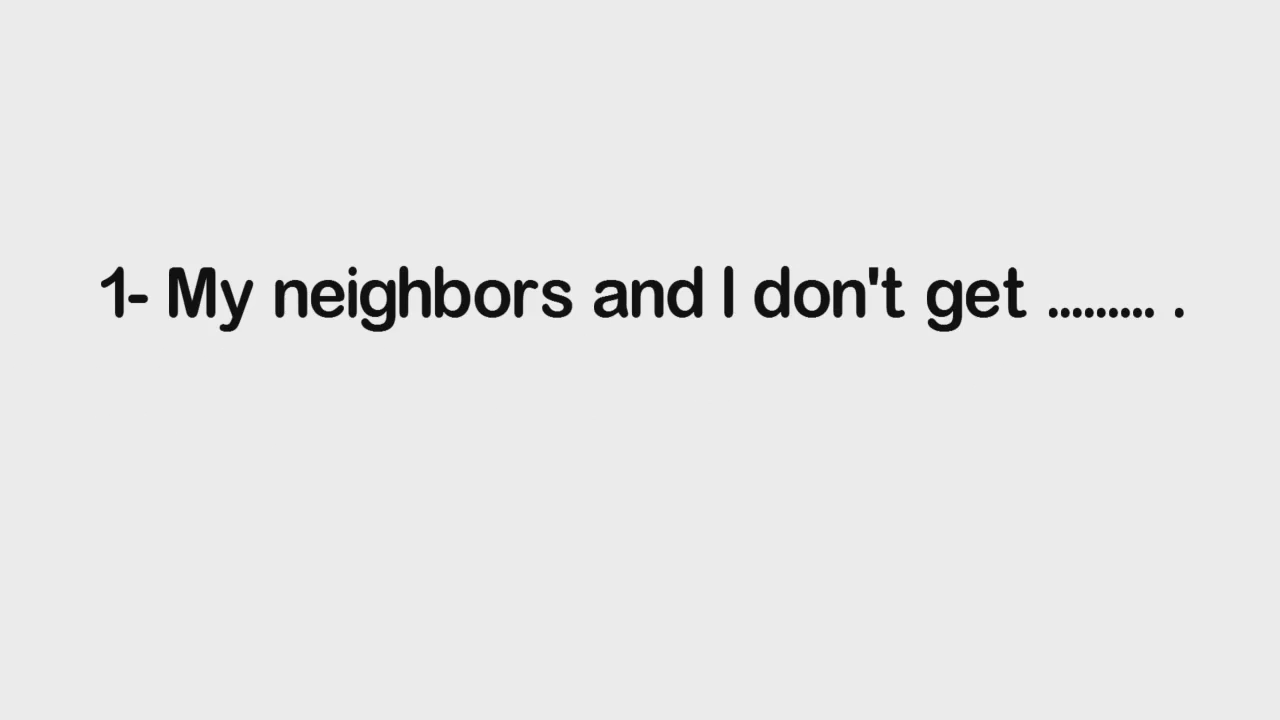 1- My neighbors and I don't get ......... .